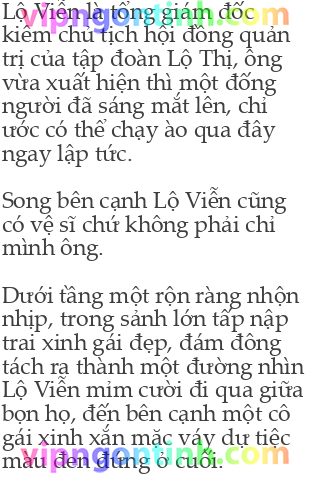 Lộ Viễn là tổng giám đốc
kiêm chủ tịch hội đồng quản
trị của tập đoàn Lộ Thị, ông
vừa xuất hiện thì một đống
người đã sáng mắt lên, chỉ
ước có thể chạy ào qua đây
ngay lập tức.

Song bên cạnh Lộ Viễn cũng
có vệ sĩ chứ không phải chỉ
mình ông.

Dưới tầng một rộn ràng nhộn
nhịp, trong sảnh lớn tấp nập
trai xinh gái đẹp, đám đông
tách ra thành một đường nhìn
Lộ Viễn mỉm cười đi qua giữa
bọn họ, đến bên cạnh một cô
gái xinh xắn mặc váy dự tiệc
màu đen đứng ở cuối.
vipngontinh.com
vipngontinh.com